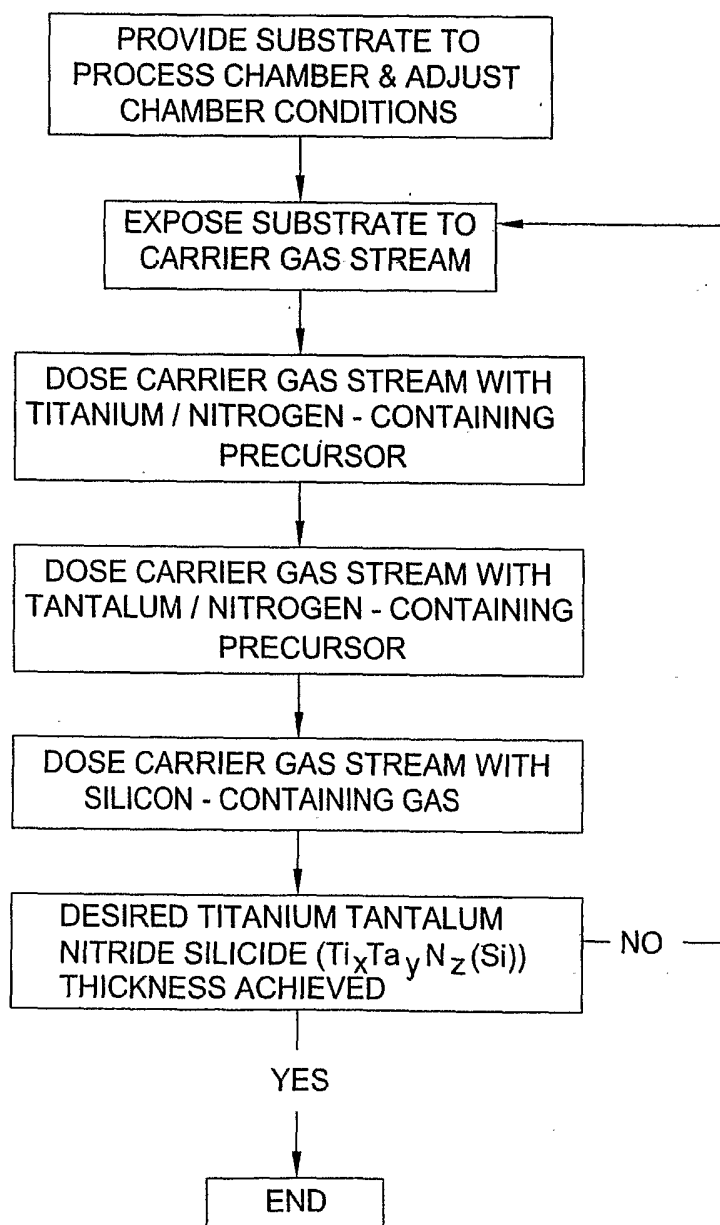 PROVIDE SUBSTRATE TO
PROCESS CHAMBER & ADJUST
CHAMBER CONDITIONS
EXPOSE SUBSTRATE TO
CARRIER GAS STREAM
DOSE CARRIER GAS STREAM WITH
TITANIUM / NITROGEN - CONTAINING
PRECURSOR
DOSE CARRIER GAS STREAM WITH
TANTALUM / NITROGEN - CONTAINING
PRECURSOR
DOSE CARRIER GAS STREAM WITH
SILICON - CONTAINING GAS
DESIRED TITANIUM TANTALUM
NITRIDE SILICIDE (TixTayNz(Si))
THICKNESS ACHIEVED
NO
YES
END